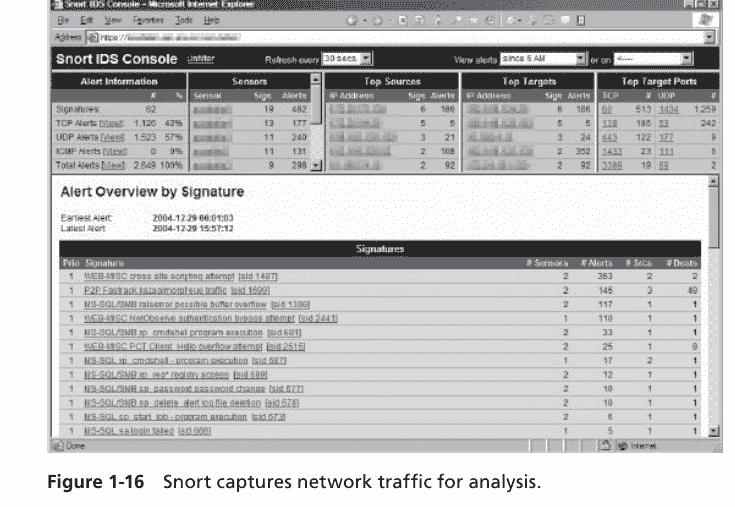 Snort IDS Console - Microsoft Internet Explorer
File Edit View Favorites Tools Help
Address https://
Snort IDS Console Unfilter Refresh every 30 secs View alerts since 5 AM or on <----
Alert Information Sensors Top Sources Top Targets Top Target Ports
# % Sensor Sigs Alerts IP Address Sigs Alerts IP Address Sigs Alerts TCP # UDP #
Signatures: 62 19 482 6 186 6 186 80 513 1434 1,259
TCP Alerts [View]: 1,126 42% 13 177 5 5 5 5 139 186 53 242
UDP Alerts [View]: 1,523 57% 11 240 3 21 3 24 443 122 177 9
ICMP Alerts [View]: 0 0% 11 131 2 108 2 352 1433 23 111 6
Total Alerts [View]: 2,649 100% 9 298 2 92 2 92 3389 19 69 2
Alert Overview by Signature
Earliest Alert: 2004-12-29 06:01:03
Latest Alert: 2004-12-29 15:57:12
Signatures
Prio Signature # Sensors # Alerts # Srcs # Dests
1 WEB-MISC cross site scripting attempt [sid 1497] 2 353 2 2
1 P2P Fastrack kazaa/morpheus traffic [sid 1699] 2 145 3 49
1 MS-SQL/SMB raiserror possible buffer overflow [sid 1386] 2 117 1 1
1 WEB-MISC NetObserve authentication bypass attempt [sid 2441] 1 110 1 1
1 MS-SQL/SMB xp_cmdshell program execution [sid 681] 2 33 1 1
1 WEB-MISC PCT Client_Hello overflow attempt [sid 2515] 2 25 1 8
1 MS-SQL xp_cmdshell - program execution [sid 687] 1 17 2 1
1 MS-SQL/SMB xp_reg* registry access [sid 689] 2 12 1 1
1 MS-SQL/SMB sp_password password change [sid 677] 2 10 1 1
1 MS-SQL/SMB sp_delete_alert log file deletion [sid 678] 2 10 1 1
1 MS-SQL sp_start_job - program execution [sid 673] 2 6 1 1
1 MS-SQL sa login failed [sid 688] 1 5 1 1
Done Internet
Figure 1-16 Snort captures network traffic for analysis.